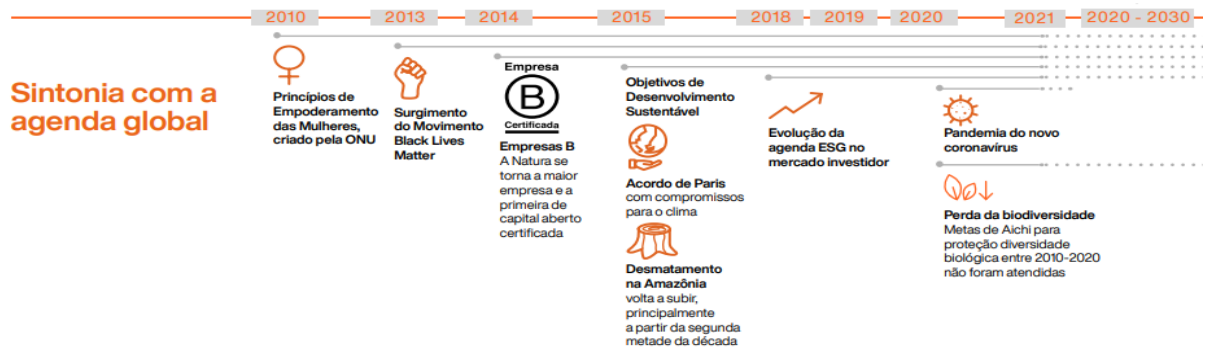 2010
2013
2014
2015
2018
2019
2020
2021
2020 - 2030
Sintonia com a
agenda global
Princípios de
Empoderamento
das Mulheres,
criado pela ONU
Surgimento
do Movimento
Black Lives
Matter
Empresa
B
Certificada
Empresas B
A Natura se
torna a maior
empresa e a
primeira de
capital aberto
certificada
Objetivos de
Desenvolvimento
Sustentável
Acordo de Paris
com compromissos
para o clima
Desmatamento
na Amazônia
volta a subir,
principalmente
a partir da segunda
metade da década
Evolução da
agenda ESG no
mercado investidor
Pandemia do novo
coronavírus
Perda da biodiversidade
Metas de Aichi para
proteção diversidade
biológica entre 2010-2020
não foram atendidas